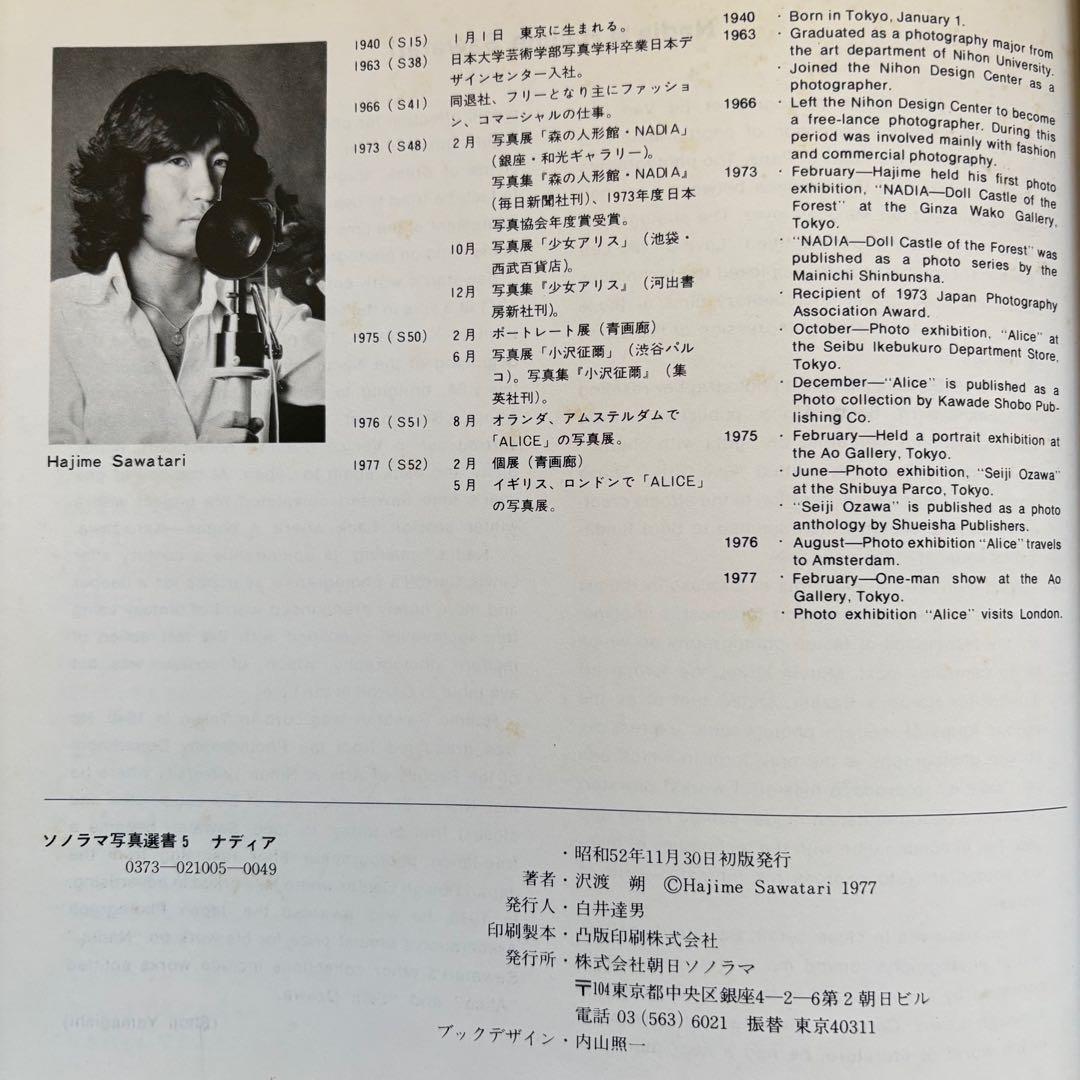 Hajime Sawatari
1940(S15) 1月1日 東京に生まれる。
1963(S38) 日本大学芸術学部写真学科卒業日本デ
ザインセンター入社。
1966(S41) 同退社、フリーとなり主にファッショ
ン、コマーシャルの仕事。
1973(S48) 2月 写真展「森の人形館・NADIA」
(銀座・和光ギャラリー)。
写真集『森の人形館・NADIA』
(毎日新聞社刊)、1973年度日本
写真協会年度賞受賞。
10月 写真展「少女アリス」(池袋・
西武百貨店)。
12月 写真集『少女アリス』(河出書
房新社刊)。
1975(S50) 2月 ポートレート展(青画廊)
6月 写真展「小沢征爾」(渋谷パル
コ)。写真集『小沢征爾』(集
英社刊)。
1976(S51) 8月 オランダ、アムステルダムで
「ALICE」の写真展。
1977(S52) 2月 個展(青画廊)
5月 イギリス、ロンドンで「ALICE」
の写真展。
1940 ・Born in Tokyo, January 1.
1963 ・Graduated as a photography major from
the art department of Nihon University.
・Joined the Nihon Design Center as a
photographer.
1966 ・Left the Nihon Design Center to become
a free-lance photographer. During this
period was involved mainly with fashion
and commercial photography.
1973 ・February—Hajime held his first photo
exhibition, "NADIA—Doll Castle of the
Forest" at the Ginza Wako Gallery,
Tokyo.
・"NADIA—Doll Castle of the Forest" was
published as a photo series by the
Mainichi Shinbunsha.
・Recipient of 1973 Japan Photography
Association Award.
・October—Photo exhibition, "Alice" at
the Seibu Ikebukuro Department Store,
Tokyo.
・December—"Alice" is published as a
Photo collection by Kawade Shobo Pub-
lishing Co.
1975 ・February—Held a portrait exhibition at
the Ao Gallery, Tokyo.
・June—Photo exhibition, "Seiji Ozawa"
at the Shibuya Parco, Tokyo.
・"Seiji Ozawa" is published as a photo
anthology by Shueisha Publishers.
1976 ・August—Photo exhibition "Alice" travels
to Amsterdam.
1977 ・February—One-man show at the Ao
Gallery, Tokyo.
・Photo exhibition "Alice" visits London.
ソノラマ写真選書5 ナディア
0373—021005—0049
・昭和52年11月30日初版発行
著者・沢渡 朔 ©Hajime Sawatari 1977
発行人・白井達男
印刷製本・凸版印刷株式会社
発行所・株式会社朝日ソノラマ
〒104東京都中央区銀座4—2—6第2朝日ビル
電話 03(563)6021 振替 東京40311
ブックデザイン・内山照一